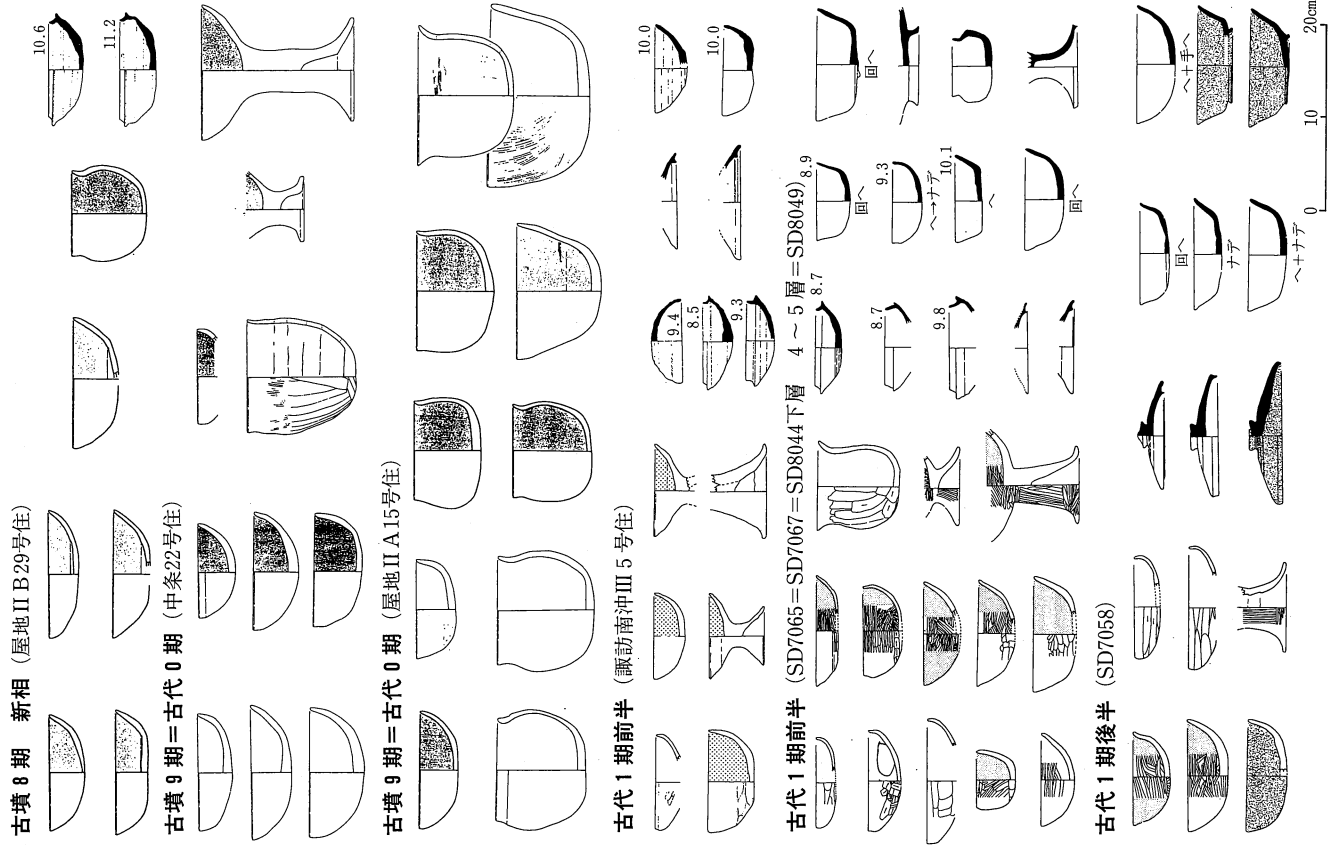 古墳8期　新相（屋地ⅡB29号住）
10.6
11.2
古墳9期＝古代0期（中条22号住）
古墳9期＝古代0期（屋地ⅡA15号住）
古代1期前半（諏訪南沖Ⅲ5号住）
9.4
8.5
9.3
10.0
10.0
古代1期前半（SD7065＝SD7067＝SD8044下層　4～5層＝SD8049）
8.7
8.7
9.8
8.9
回ヘ
9.3
ヘ→ナデ
10.1
ヘ
回ヘ
回ヘ
古代1期後半（SD7058）
回ヘ
ナデ
ヘ＋ナデ
ヘ＋手ヘ
0　10　20cm